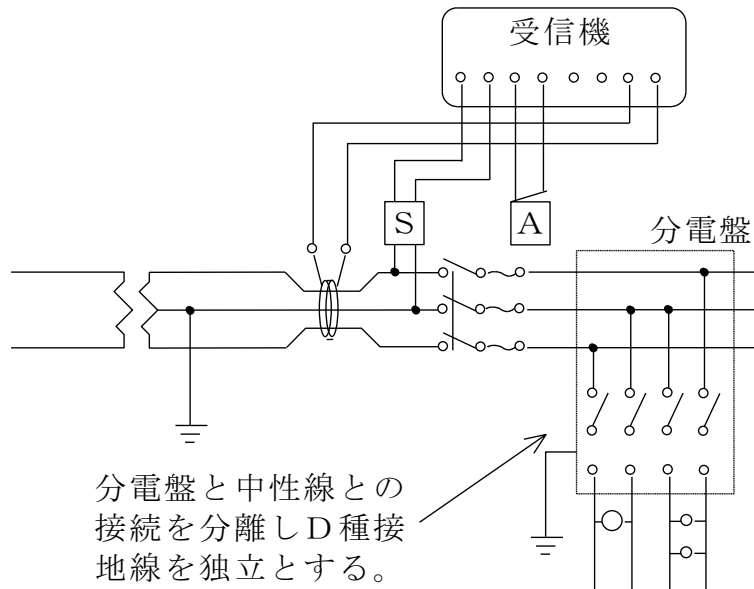 受信機
S
A
分電盤
分電盤と中性線との
接続を分離しD種接
地線を独立とする。